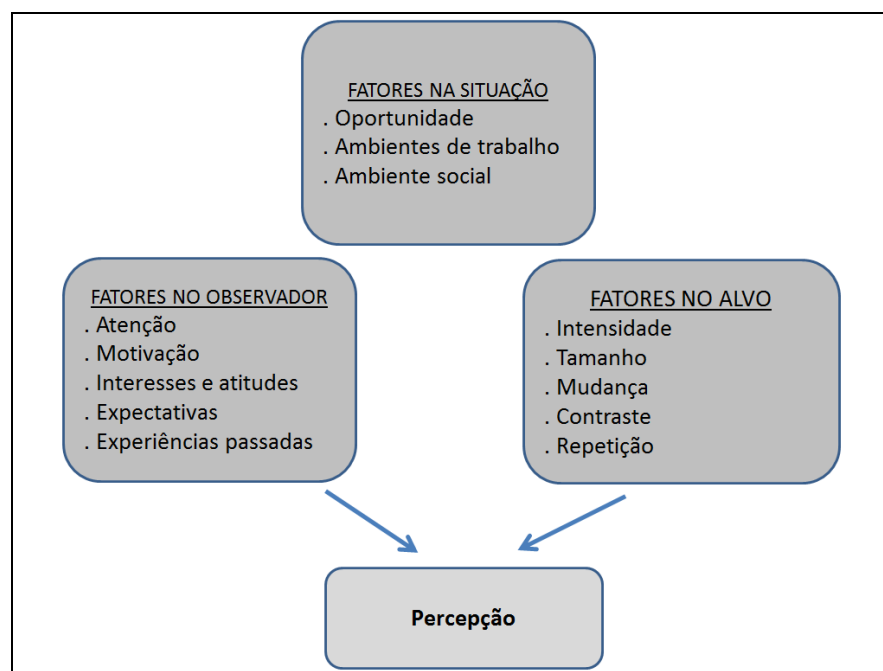 FATORES NA SITUAÇÃO
. Oportunidade
. Ambientes de trabalho
. Ambiente social
FATORES NO OBSERVADOR
. Atenção
. Motivação
. Interesses e atitudes
. Expectativas
. Experiências passadas
FATORES NO ALVO
. Intensidade
. Tamanho
. Mudança
. Contraste
. Repetição
Percepção